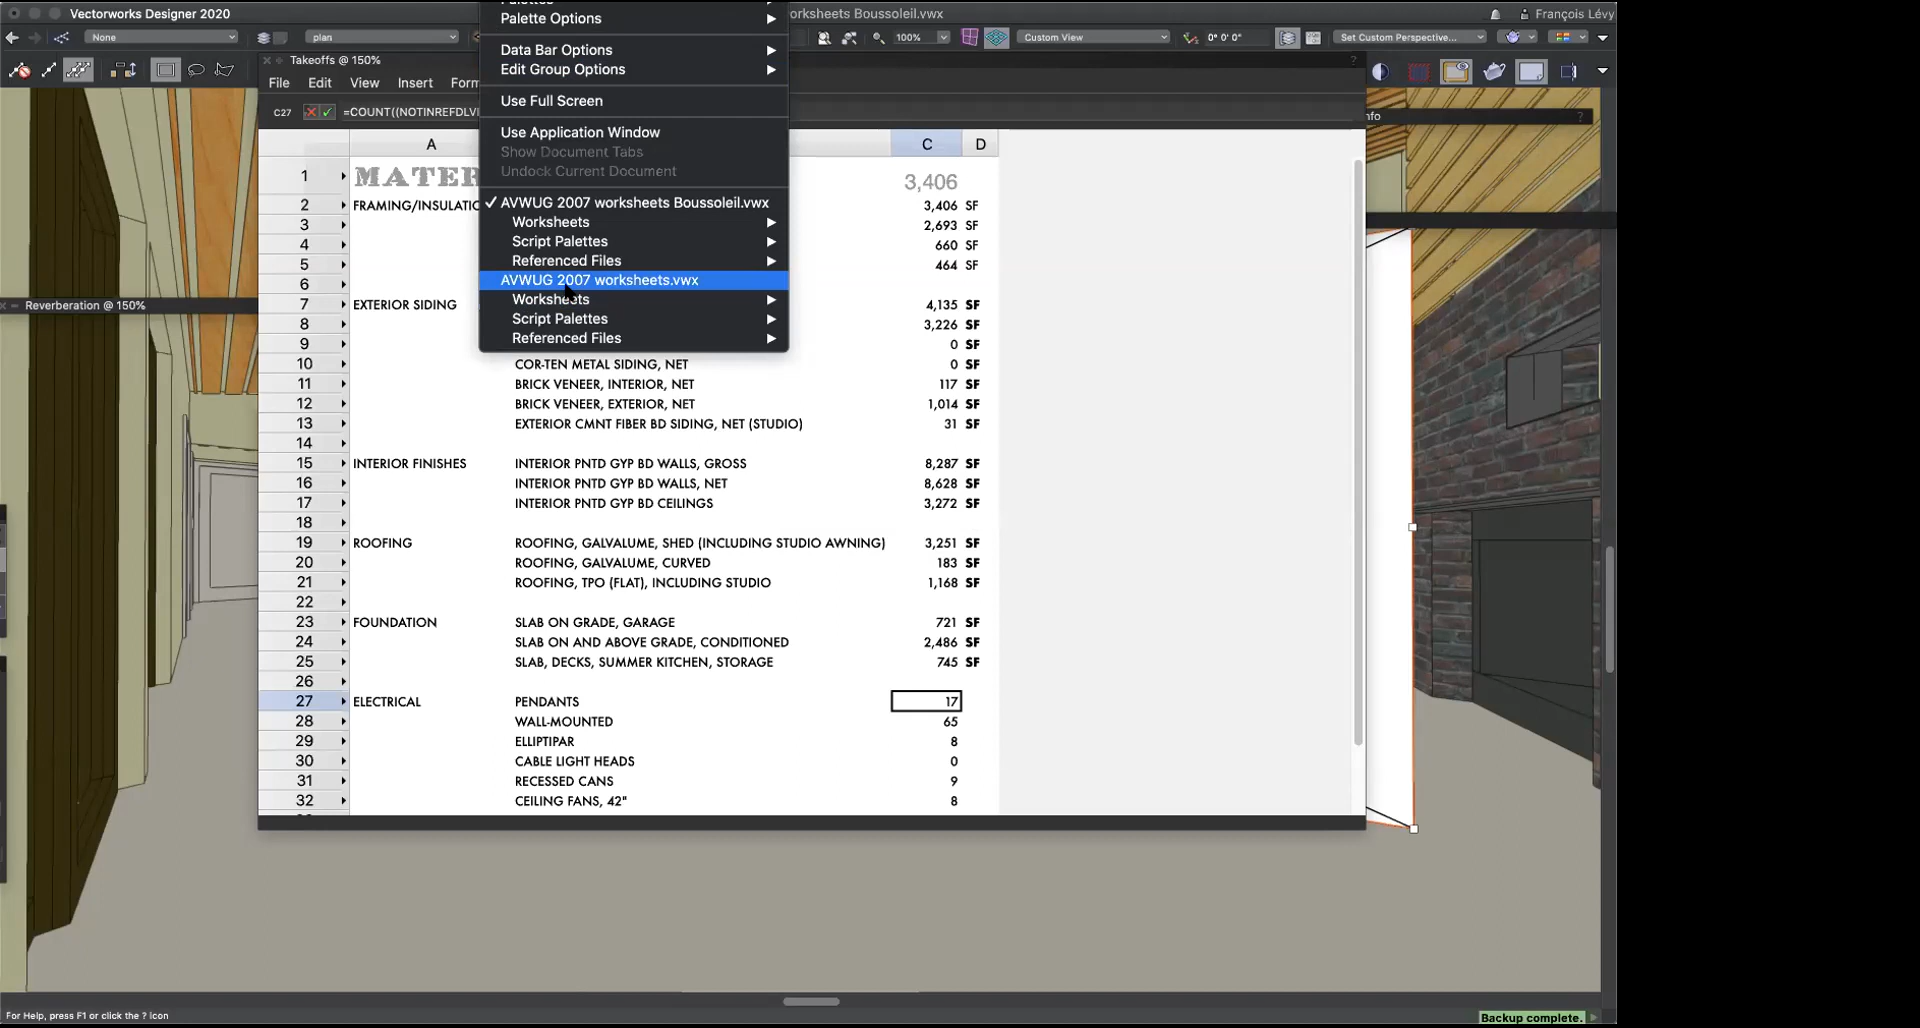 Vectorworks Designer 2020
orksheets Boussoleil.vwx
François Lévy
None
plan
100%
Custom View
0° 0' 0"
Set Custom Perspective...
Takeoffs @ 150%
?
File Edit View Insert Form
C27 =COUNT((NOTINREFDLVI
nfo ?
Palette Options
Data Bar Options
Edit Group Options
Use Full Screen
Use Application Window
Show Document Tabs
Undock Current Document
✓ AVWUG 2007 worksheets Boussoleil.vwx
Worksheets
Script Palettes
Referenced Files
AVWUG 2007 worksheets.vwx
Worksheets
Script Palettes
Referenced Files
Reverberation @ 150%
A C D
1 MATER 3,406
2 FRAMING/INSULATIO 3,406 SF
3 2,693 SF
4 660 SF
5 464 SF
6
7 EXTERIOR SIDING 4,135 SF
8 3,226 SF
9 0 SF
10 COR-TEN METAL SIDING, NET 0 SF
11 BRICK VENEER, INTERIOR, NET 117 SF
12 BRICK VENEER, EXTERIOR, NET 1,014 SF
13 EXTERIOR CMNT FIBER BD SIDING, NET (STUDIO) 31 SF
14
15 INTERIOR FINISHES INTERIOR PNTD GYP BD WALLS, GROSS 8,287 SF
16 INTERIOR PNTD GYP BD WALLS, NET 8,628 SF
17 INTERIOR PNTD GYP BD CEILINGS 3,272 SF
18
19 ROOFING ROOFING, GALVALUME, SHED (INCLUDING STUDIO AWNING) 3,251 SF
20 ROOFING, GALVALUME, CURVED 183 SF
21 ROOFING, TPO (FLAT), INCLUDING STUDIO 1,168 SF
22
23 FOUNDATION SLAB ON GRADE, GARAGE 721 SF
24 SLAB ON AND ABOVE GRADE, CONDITIONED 2,486 SF
25 SLAB, DECKS, SUMMER KITCHEN, STORAGE 745 SF
26
27 ELECTRICAL PENDANTS 17
28 WALL-MOUNTED 65
29 ELLIPTIPAR 8
30 CABLE LIGHT HEADS 0
31 RECESSED CANS 9
32 CEILING FANS, 42" 8
For Help, press F1 or click the ? icon
Backup complete.